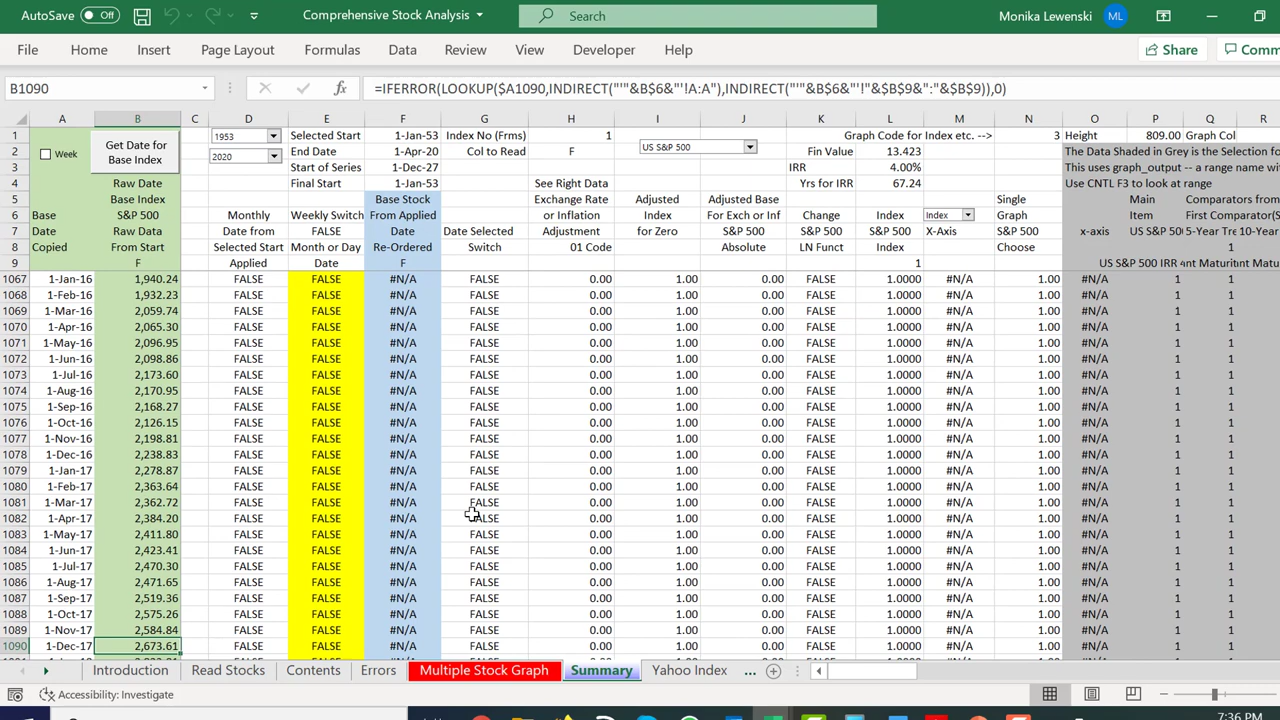 AutoSave Off Comprehensive Stock Analysis Search Monika Lewenski ML
File Home Insert Page Layout Formulas Data Review View Developer Help Share Comm
B1090 fx =IFERROR(LOOKUP($A1090,INDIRECT("'"&B$6&"'!A:A"),INDIRECT("'"&B$6&"'!"&$B$9&":"&$B$9)),0)
A B C D E F G H I J K L M N O P Q R
1 Get Date for 1953 Selected Start 1-Jan-53 Index No (Frms) 1 Graph Code for Index etc. --> 3 Height 809.00 Graph Col
2 Week Base Index 2020 End Date 1-Apr-20 Col to Read F US S&P 500 Fin Value 13.423 The Data Shaded in Grey is the Selection fo
3 Start of Series 1-Dec-27 IRR 4.00% This uses graph_output -- a range name wi
4 Raw Date Final Start 1-Jan-53 See Right Data Yrs for IRR 67.24 Use CNTL F3 to look at range
5 Base Index Base Stock Exchange Rate Adjusted Adjusted Base Single Main Comparators from
6 Base S&P 500 Monthly Weekly Switch From Applied or Inflation Index For Exch or Inf Change Index Index Graph Item First Comparator(S
7 Date Raw Data Date from FALSE Date Date Selected Adjustment for Zero S&P 500 S&P 500 S&P 500 X-Axis S&P 500 x-axis US S&P 50 5-Year Tre 10-Year
8 Copied From Start Selected Start Month or Day Re-Ordered Switch 01 Code Absolute LN Funct Index Choose 1
9 F Applied Date F 1 US S&P 500 IRR nt Maturit nt Matu
1067 1-Jan-16 1,940.24 FALSE FALSE #N/A FALSE 0.00 1.00 0.00 FALSE 1.0000 #N/A 1.00 #N/A 1 1
1068 1-Feb-16 1,932.23 FALSE FALSE #N/A FALSE 0.00 1.00 0.00 FALSE 1.0000 #N/A 1.00 #N/A 1 1
1069 1-Mar-16 2,059.74 FALSE FALSE #N/A FALSE 0.00 1.00 0.00 FALSE 1.0000 #N/A 1.00 #N/A 1 1
1070 1-Apr-16 2,065.30 FALSE FALSE #N/A FALSE 0.00 1.00 0.00 FALSE 1.0000 #N/A 1.00 #N/A 1 1
1071 1-May-16 2,096.95 FALSE FALSE #N/A FALSE 0.00 1.00 0.00 FALSE 1.0000 #N/A 1.00 #N/A 1 1
1072 1-Jun-16 2,098.86 FALSE FALSE #N/A FALSE 0.00 1.00 0.00 FALSE 1.0000 #N/A 1.00 #N/A 1 1
1073 1-Jul-16 2,173.60 FALSE FALSE #N/A FALSE 0.00 1.00 0.00 FALSE 1.0000 #N/A 1.00 #N/A 1 1
1074 1-Aug-16 2,170.95 FALSE FALSE #N/A FALSE 0.00 1.00 0.00 FALSE 1.0000 #N/A 1.00 #N/A 1 1
1075 1-Sep-16 2,168.27 FALSE FALSE #N/A FALSE 0.00 1.00 0.00 FALSE 1.0000 #N/A 1.00 #N/A 1 1
1076 1-Oct-16 2,126.15 FALSE FALSE #N/A FALSE 0.00 1.00 0.00 FALSE 1.0000 #N/A 1.00 #N/A 1 1
1077 1-Nov-16 2,198.81 FALSE FALSE #N/A FALSE 0.00 1.00 0.00 FALSE 1.0000 #N/A 1.00 #N/A 1 1
1078 1-Dec-16 2,238.83 FALSE FALSE #N/A FALSE 0.00 1.00 0.00 FALSE 1.0000 #N/A 1.00 #N/A 1 1
1079 1-Jan-17 2,278.87 FALSE FALSE #N/A FALSE 0.00 1.00 0.00 FALSE 1.0000 #N/A 1.00 #N/A 1 1
1080 1-Feb-17 2,363.64 FALSE FALSE #N/A FALSE 0.00 1.00 0.00 FALSE 1.0000 #N/A 1.00 #N/A 1 1
1081 1-Mar-17 2,362.72 FALSE FALSE #N/A FALSE 0.00 1.00 0.00 FALSE 1.0000 #N/A 1.00 #N/A 1 1
1082 1-Apr-17 2,384.20 FALSE FALSE #N/A FALSE 0.00 1.00 0.00 FALSE 1.0000 #N/A 1.00 #N/A 1 1
1083 1-May-17 2,411.80 FALSE FALSE #N/A FALSE 0.00 1.00 0.00 FALSE 1.0000 #N/A 1.00 #N/A 1 1
1084 1-Jun-17 2,423.41 FALSE FALSE #N/A FALSE 0.00 1.00 0.00 FALSE 1.0000 #N/A 1.00 #N/A 1 1
1085 1-Jul-17 2,470.30 FALSE FALSE #N/A FALSE 0.00 1.00 0.00 FALSE 1.0000 #N/A 1.00 #N/A 1 1
1086 1-Aug-17 2,471.65 FALSE FALSE #N/A FALSE 0.00 1.00 0.00 FALSE 1.0000 #N/A 1.00 #N/A 1 1
1087 1-Sep-17 2,519.36 FALSE FALSE #N/A FALSE 0.00 1.00 0.00 FALSE 1.0000 #N/A 1.00 #N/A 1 1
1088 1-Oct-17 2,575.26 FALSE FALSE #N/A FALSE 0.00 1.00 0.00 FALSE 1.0000 #N/A 1.00 #N/A 1 1
1089 1-Nov-17 2,584.84 FALSE FALSE #N/A FALSE 0.00 1.00 0.00 FALSE 1.0000 #N/A 1.00 #N/A 1 1
1090 1-Dec-17 2,673.61 FALSE FALSE #N/A FALSE 0.00 1.00 0.00 FALSE 1.0000 #N/A 1.00 #N/A 1 1
Introduction Read Stocks Contents Errors Multiple Stock Graph Summary Yahoo Index ...
Accessibility: Investigate
7:36 PM